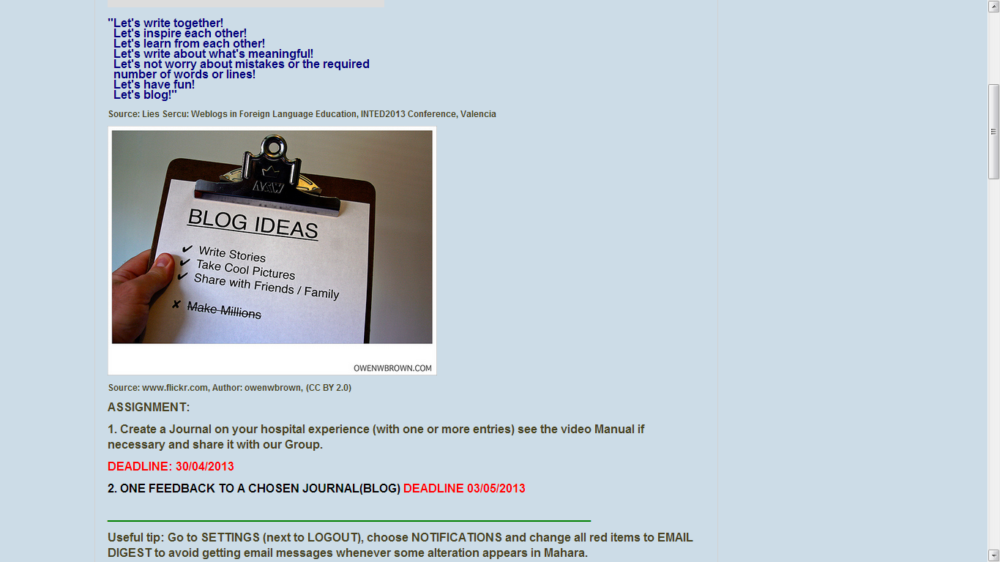 "Let's write together!
Let's inspire each other!
Let's learn from each other!
Let's write about what's meaningful!
Let's not worry about mistakes or the required
number of words or lines!
Let's have fun!
Let's blog!"
Source: Lies Sercu: Weblogs in Foreign Language Education, INTED2013 Conference, Valencia
BLOG IDEAS
✔ Write Stories
✔ Take Cool Pictures
✔ Share with Friends / Family
✘ Make Millions
OWENWBROWN.COM
Source: www.flickr.com, Author: owenwbrown, (CC BY 2.0)
ASSIGNMENT:
1. Create a Journal on your hospital experience (with one or more entries) see the video Manual if
necessary and share it with our Group.
DEADLINE: 30/04/2013
2. ONE FEEDBACK TO A CHOSEN JOURNAL(BLOG) DEADLINE 03/05/2013
Useful tip: Go to SETTINGS (next to LOGOUT), choose NOTIFICATIONS and change all red items to EMAIL
DIGEST to avoid getting email messages whenever some alteration appears in Mahara.